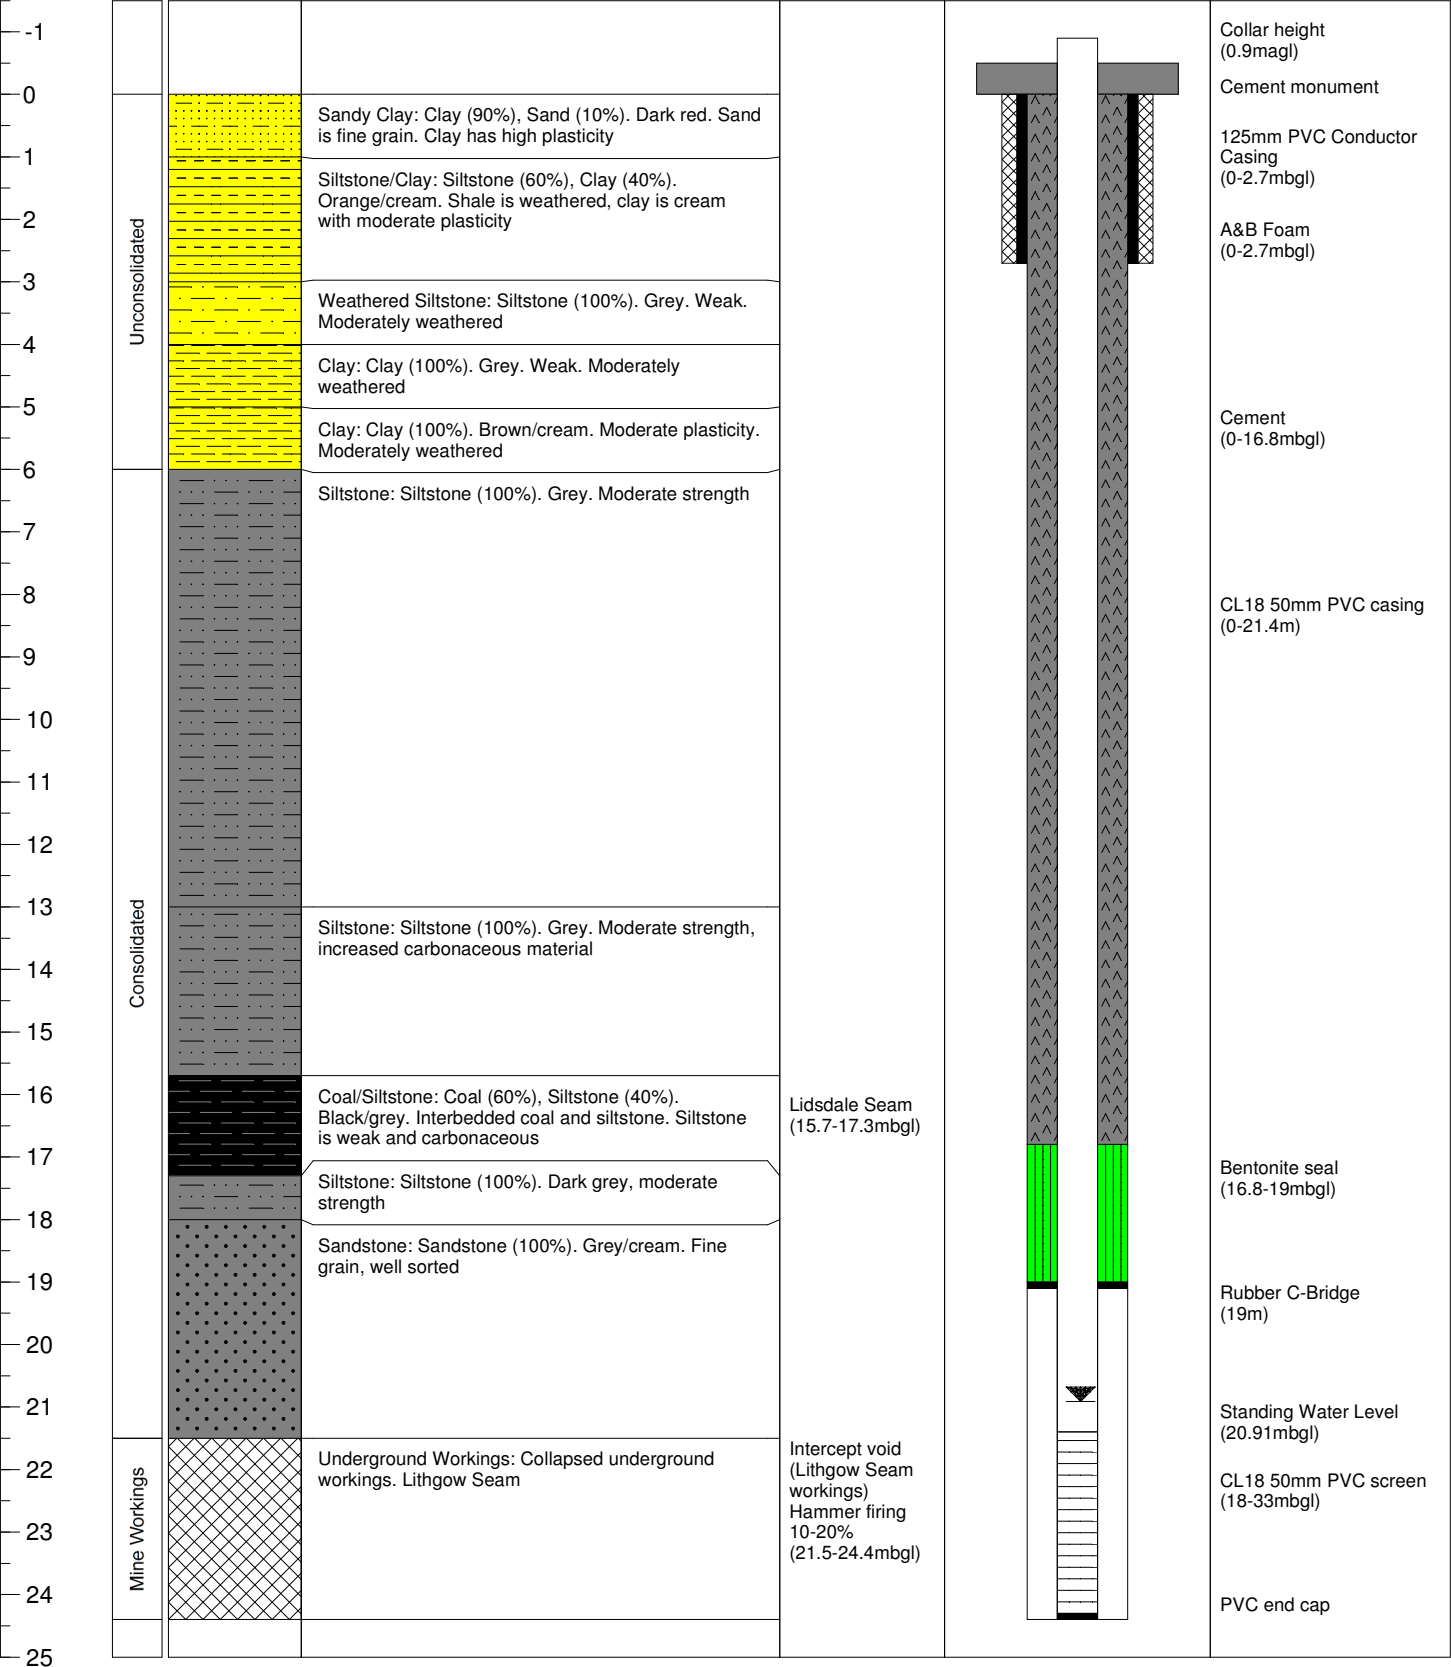 -1
0
1
2
3
4
5
6
7
8
9
10
11
12
13
14
15
16
17
18
19
20
21
22
23
24
25
Unconsolidated
Consolidated
Mine Workings
Sandy Clay: Clay (90%), Sand (10%). Dark red. Sand
is fine grain. Clay has high plasticity
Siltstone/Clay: Siltstone (60%), Clay (40%).
Orange/cream. Shale is weathered, clay is cream
with moderate plasticity
Weathered Siltstone: Siltstone (100%). Grey. Weak.
Moderately weathered
Clay: Clay (100%). Grey. Weak. Moderately
weathered
Clay: Clay (100%). Brown/cream. Moderate plasticity.
Moderately weathered
Siltstone: Siltstone (100%). Grey. Moderate strength
Siltstone: Siltstone (100%). Grey. Moderate strength,
increased carbonaceous material
Coal/Siltstone: Coal (60%), Siltstone (40%).
Black/grey. Interbedded coal and siltstone. Siltstone
is weak and carbonaceous
Siltstone: Siltstone (100%). Dark grey, moderate
strength
Sandstone: Sandstone (100%). Grey/cream. Fine
grain, well sorted
Underground Workings: Collapsed underground
workings. Lithgow Seam
Lidsdale Seam
(15.7-17.3mbgl)
Intercept void
(Lithgow Seam
workings)
Hammer firing
10-20%
(21.5-24.4mbgl)
Collar height
(0.9magl)
Cement monument
125mm PVC Conductor
Casing
(0-2.7mbgl)
A&B Foam
(0-2.7mbgl)
Cement
(0-16.8mbgl)
CL18 50mm PVC casing
(0-21.4m)
Bentonite seal
(16.8-19mbgl)
Rubber C-Bridge
(19m)
Standing Water Level
(20.91mbgl)
CL18 50mm PVC screen
(18-33mbgl)
PVC end cap